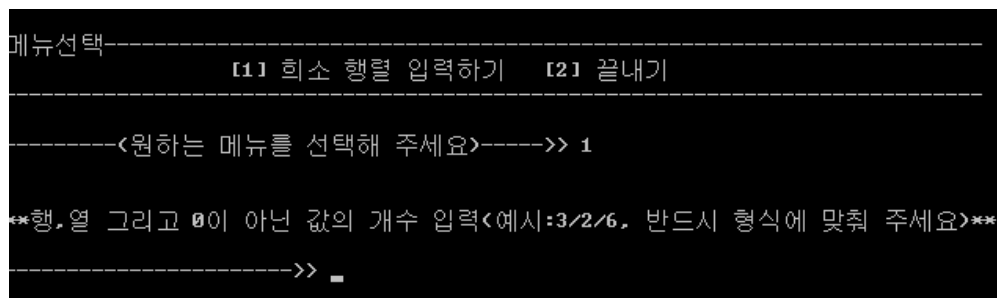 메뉴선택----------------------------------------------------------------------
[1] 희소 행렬 입력하기 [2] 끝내기
------------------------------------------------------------------------------
---------<원하는 메뉴를 선택해 주세요>----->> 1
**행,열 그리고 0이 아닌 값의 개수 입력<예시:3/2/6, 반드시 형식에 맞춰 주세요>**
----------------------->> _